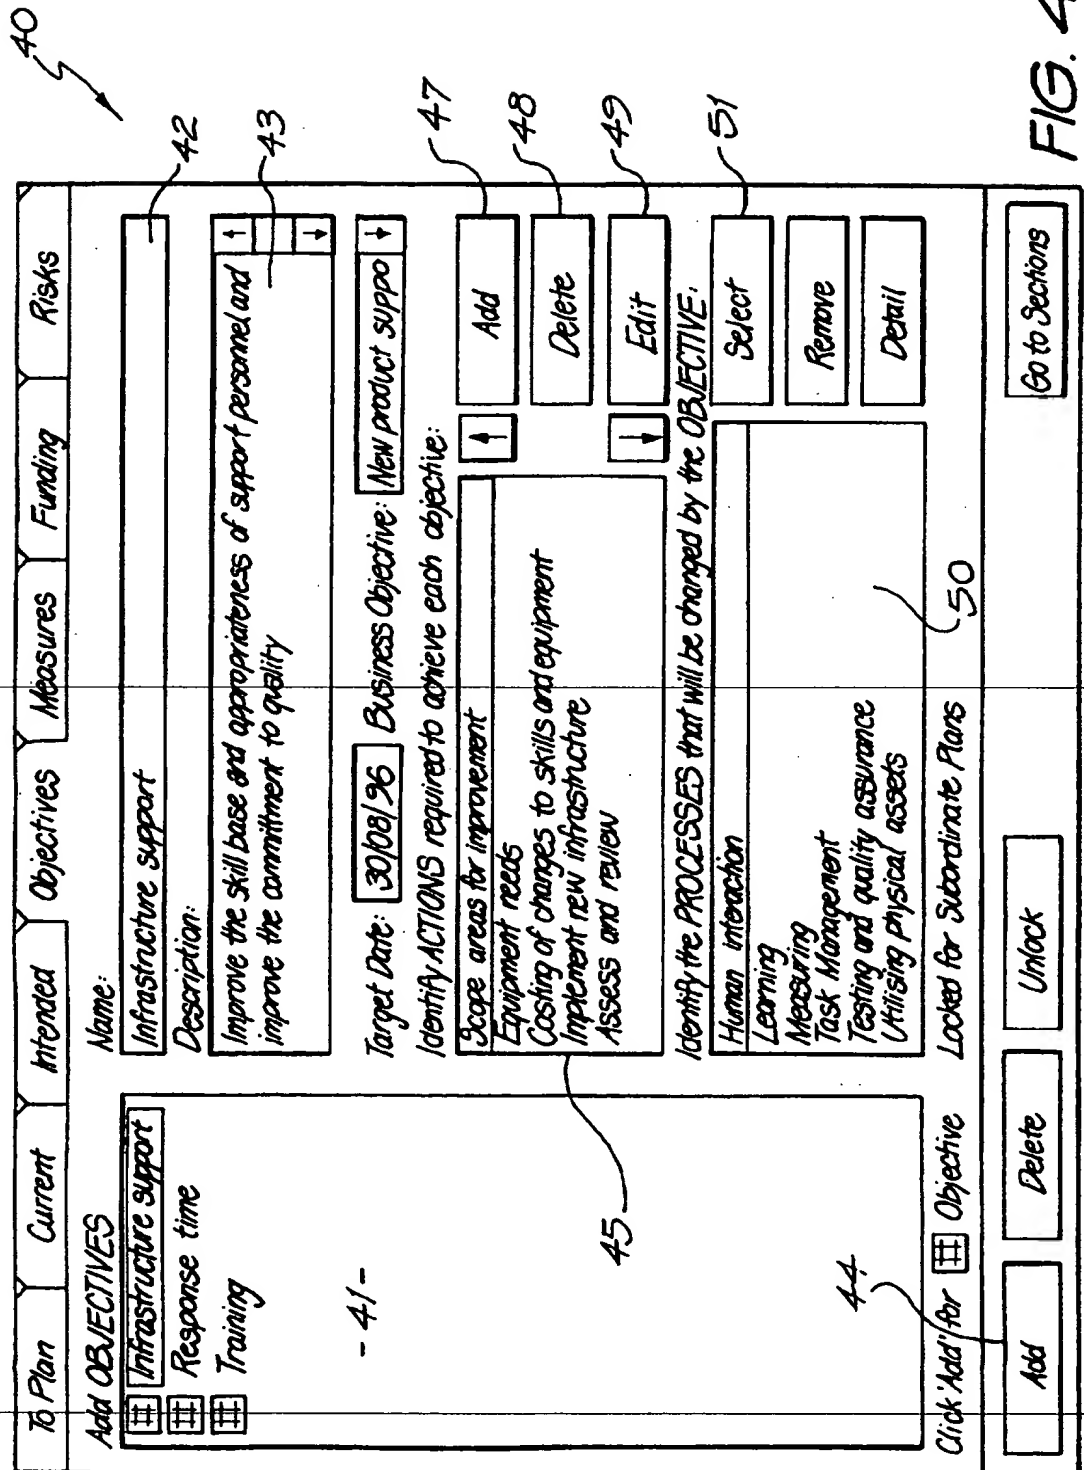 40
To Plan
Current
Intended
Objectives
Measures
Funding
Risks
Add OBJECTIVES
Infrastructure support
Response time
Training
- 41 -
44
Click 'Add' for Objective
Name:
Infrastructure support
42
Description:
Improve the skill base and appropriateness of support personnel and
improve the commitment to quality
43
Target Date: 30/08/96 Business Objective: New product suppo
Identify ACTIONS required to achieve each objective:
Scope areas for improvement
Equipment needs
Costing of changes to skills and equipment
Implement new infrastructure
Assess and review
45
Add
47
Delete
48
Edit
49
Identify the PROCESSES that will be changed by the OBJECTIVE:
Human interaction
Learning
Measuring
Task Management
Testing and quality assurance
Utilising physical assets
50
Select
51
Remove
Detail
Locked for Subordinate Plans
Add
Delete
Unlock
Go to Sections
FIG. 4